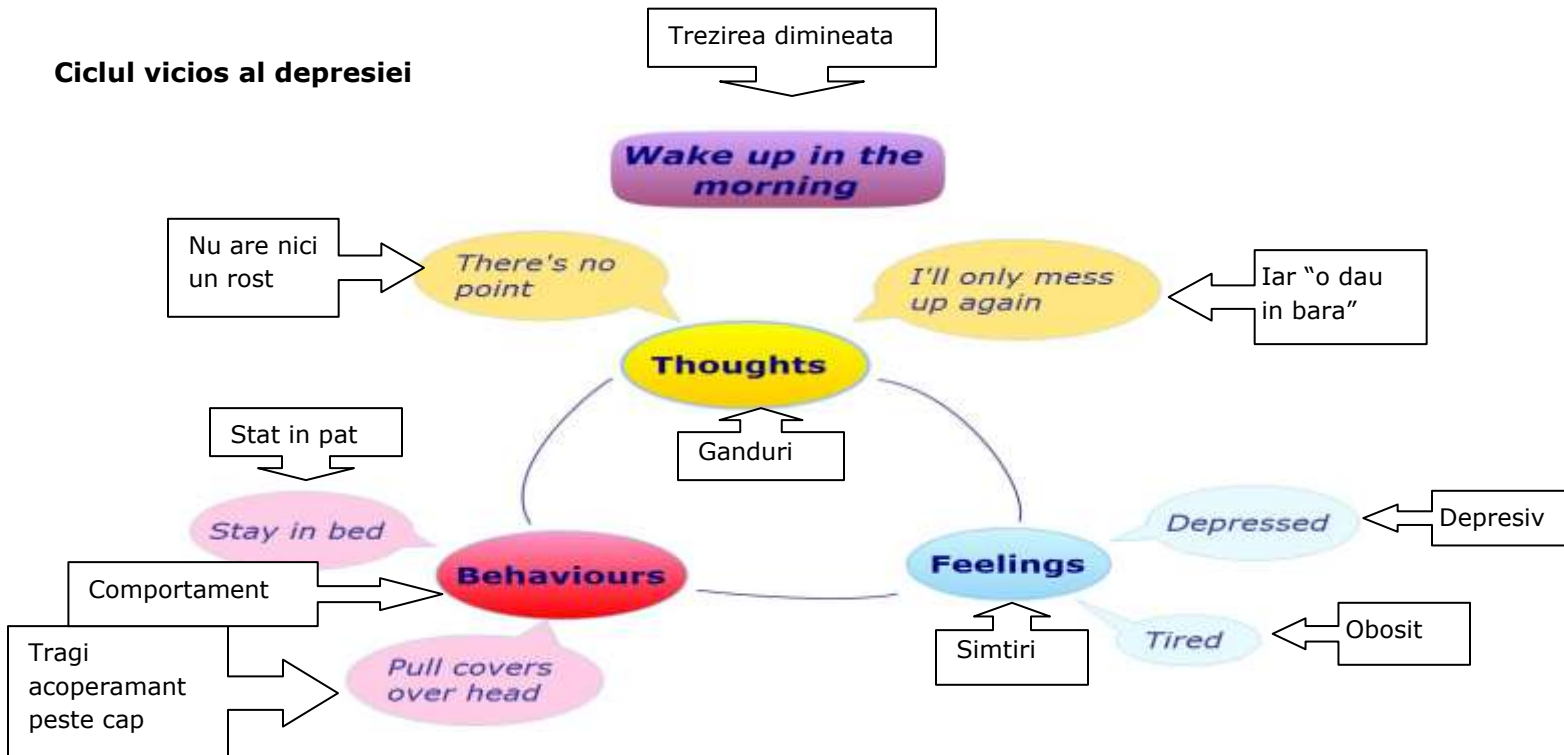 Trezirea dimineata
Ciclul vicios al depresiei
Wake up in the
morning
Nu are nici
un rost
There's no
point
I'll only mess
up again
Iar “o dau
in bara”
Thoughts
Ganduri
Stat in pat
Stay in bed
Behaviours
Comportament
Tragi
acoperamant
peste cap
Pull covers
over head
Feelings
Simtiri
Depressed
Depresiv
Tired
Obosit